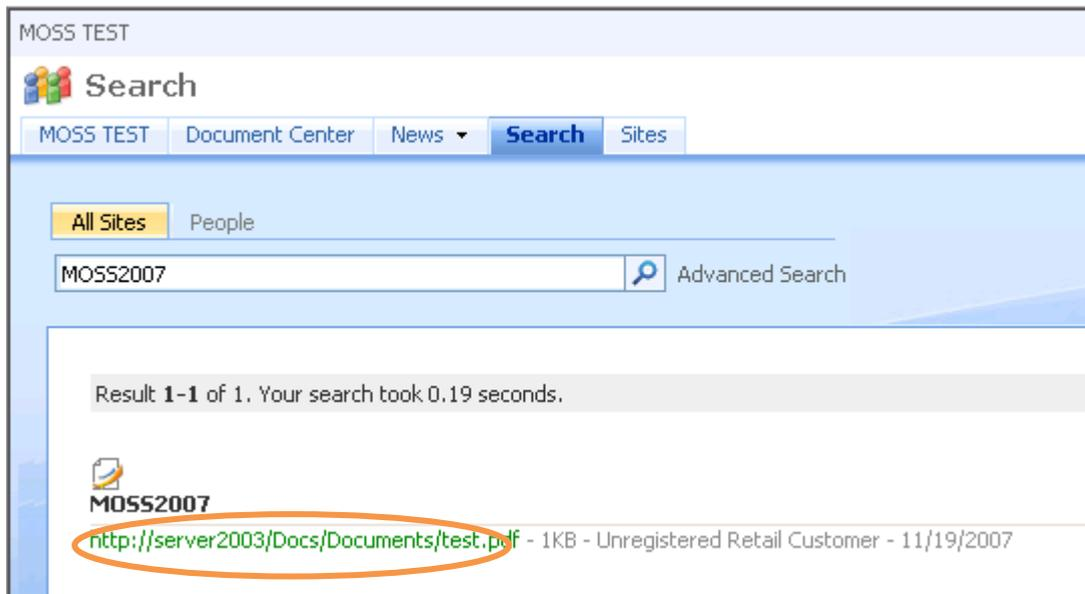 MOSS TEST
Search
MOSS TEST Document Center News Search Sites
All Sites People
MOSS2007 Advanced Search
Result 1-1 of 1. Your search took 0.19 seconds.
MOSS2007
http://server2003/Docs/Documents/test.pdf - 1KB - Unregistered Retail Customer - 11/19/2007